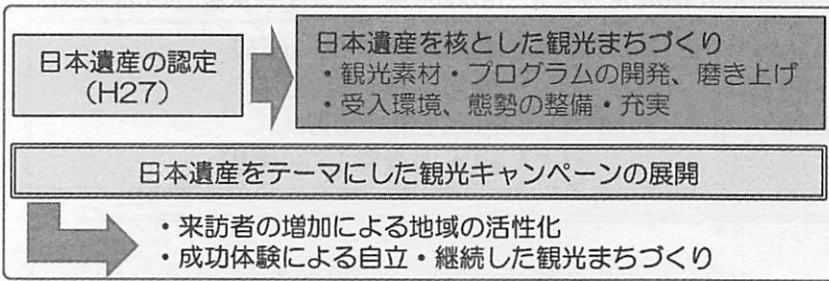 日本遺産の認定
（H27）
日本遺産を核とした観光まちづくり
・観光素材・プログラムの開発、磨き上げ
・受入環境、態勢の整備・充実
日本遺産をテーマにした観光キャンペーンの展開
・来訪者の増加による地域の活性化
・成功体験による自立・継続した観光まちづくり